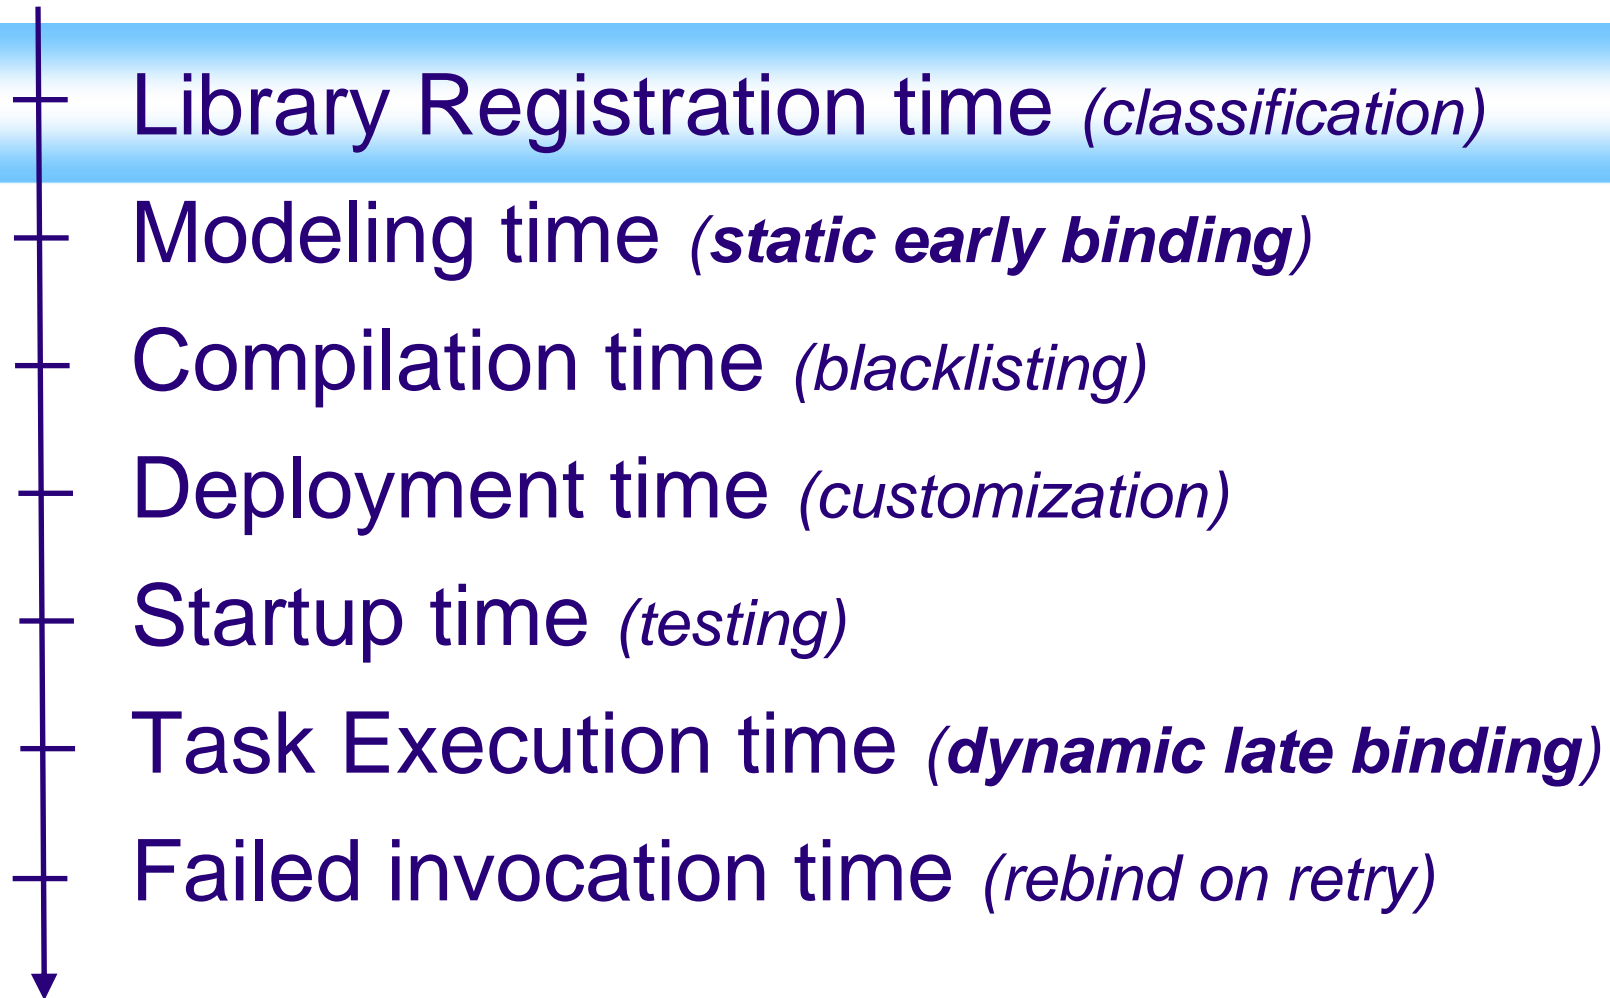 Library Registration time (classification)
Modeling time (static early binding)
Compilation time (blacklisting)
Deployment time (customization)
Startup time (testing)
Task Execution time (dynamic late binding)
Failed invocation time (rebind on retry)